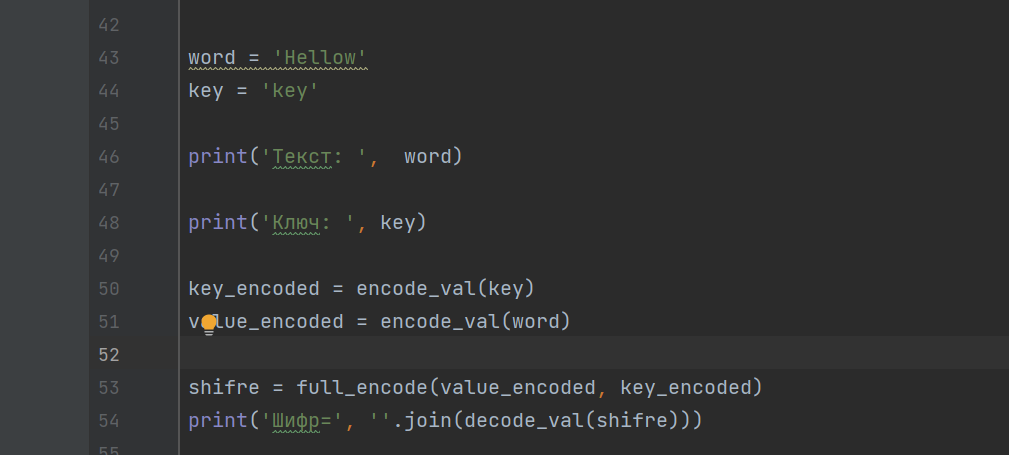 42
43 word = 'Hellow'
44 key = 'key'
45
46 print('Текст: ',  word)
47
48 print('Ключ: ', key)
49
50 key_encoded = encode_val(key)
51 value_encoded = encode_val(word)
52
53 shifre = full_encode(value_encoded, key_encoded)
54 print('Шифр=', ''.join(decode_val(shifre)))
55